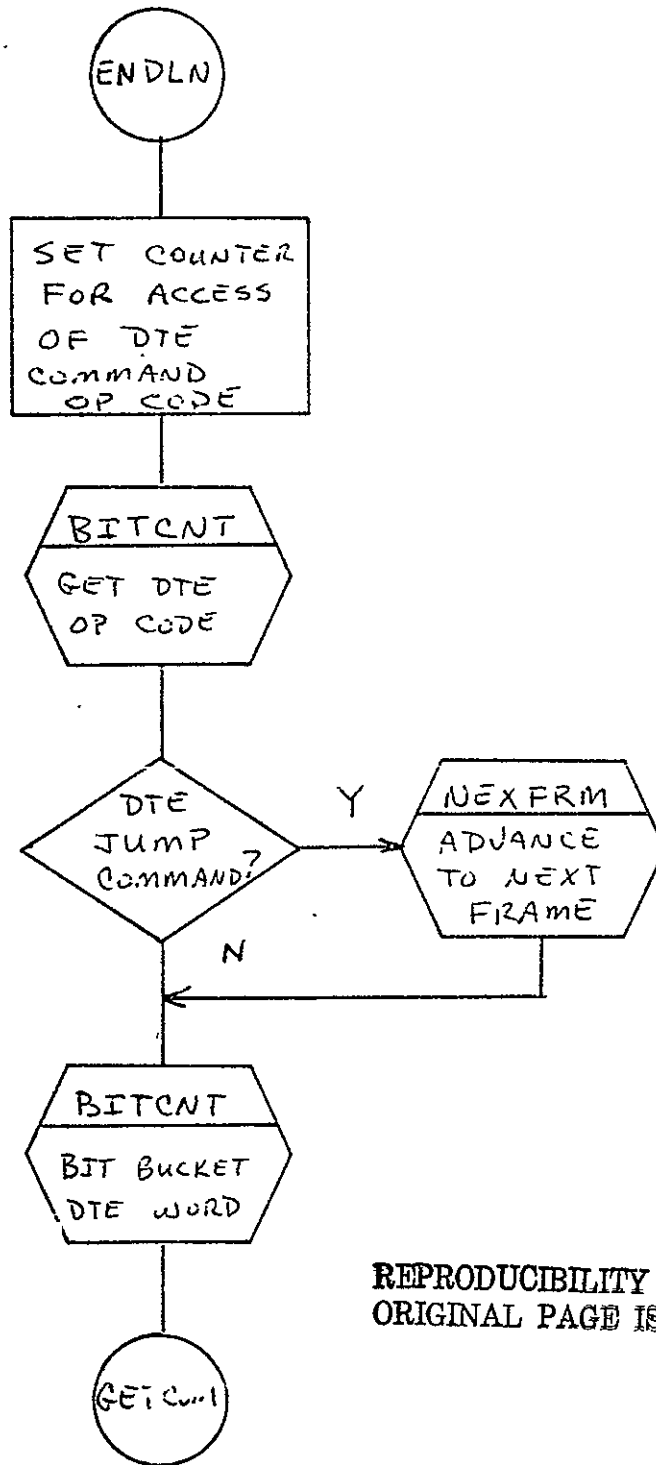 ENDLN
SET COUNTER
FOR ACCESS
OF DTE
COMMAND
OP CODE
BITCNT
GET DTE
OP CODE
DTE
JUMP
COMMAND?
Y
NEXFRM
ADVANCE
TO NEXT
FRAME
N
BITCNT
BIT BUCKET
DTE WORD
REPRODUCIBILITY
ORIGINAL PAGE IS